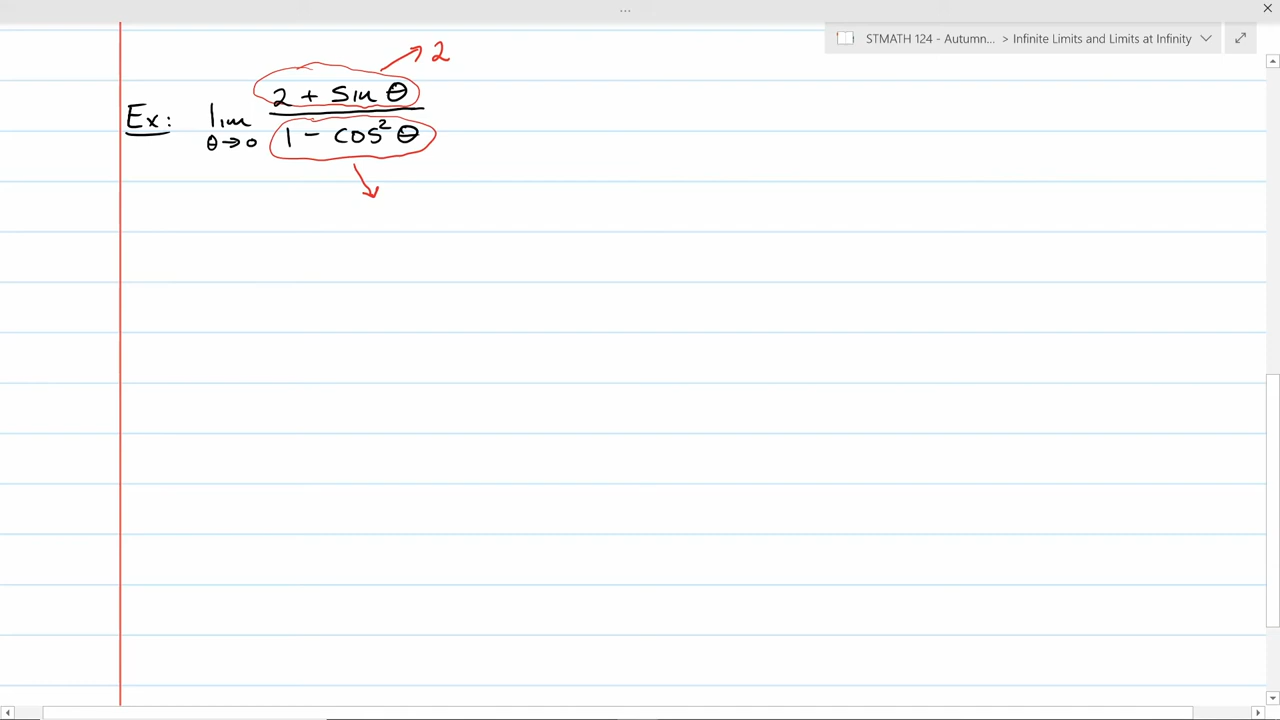 ...
STMATH 124 - Autumn... > Infinite Limits and Limits at Infinity
2
Ex: lim θ→0 (2 + sin θ)/(1 - cos² θ)